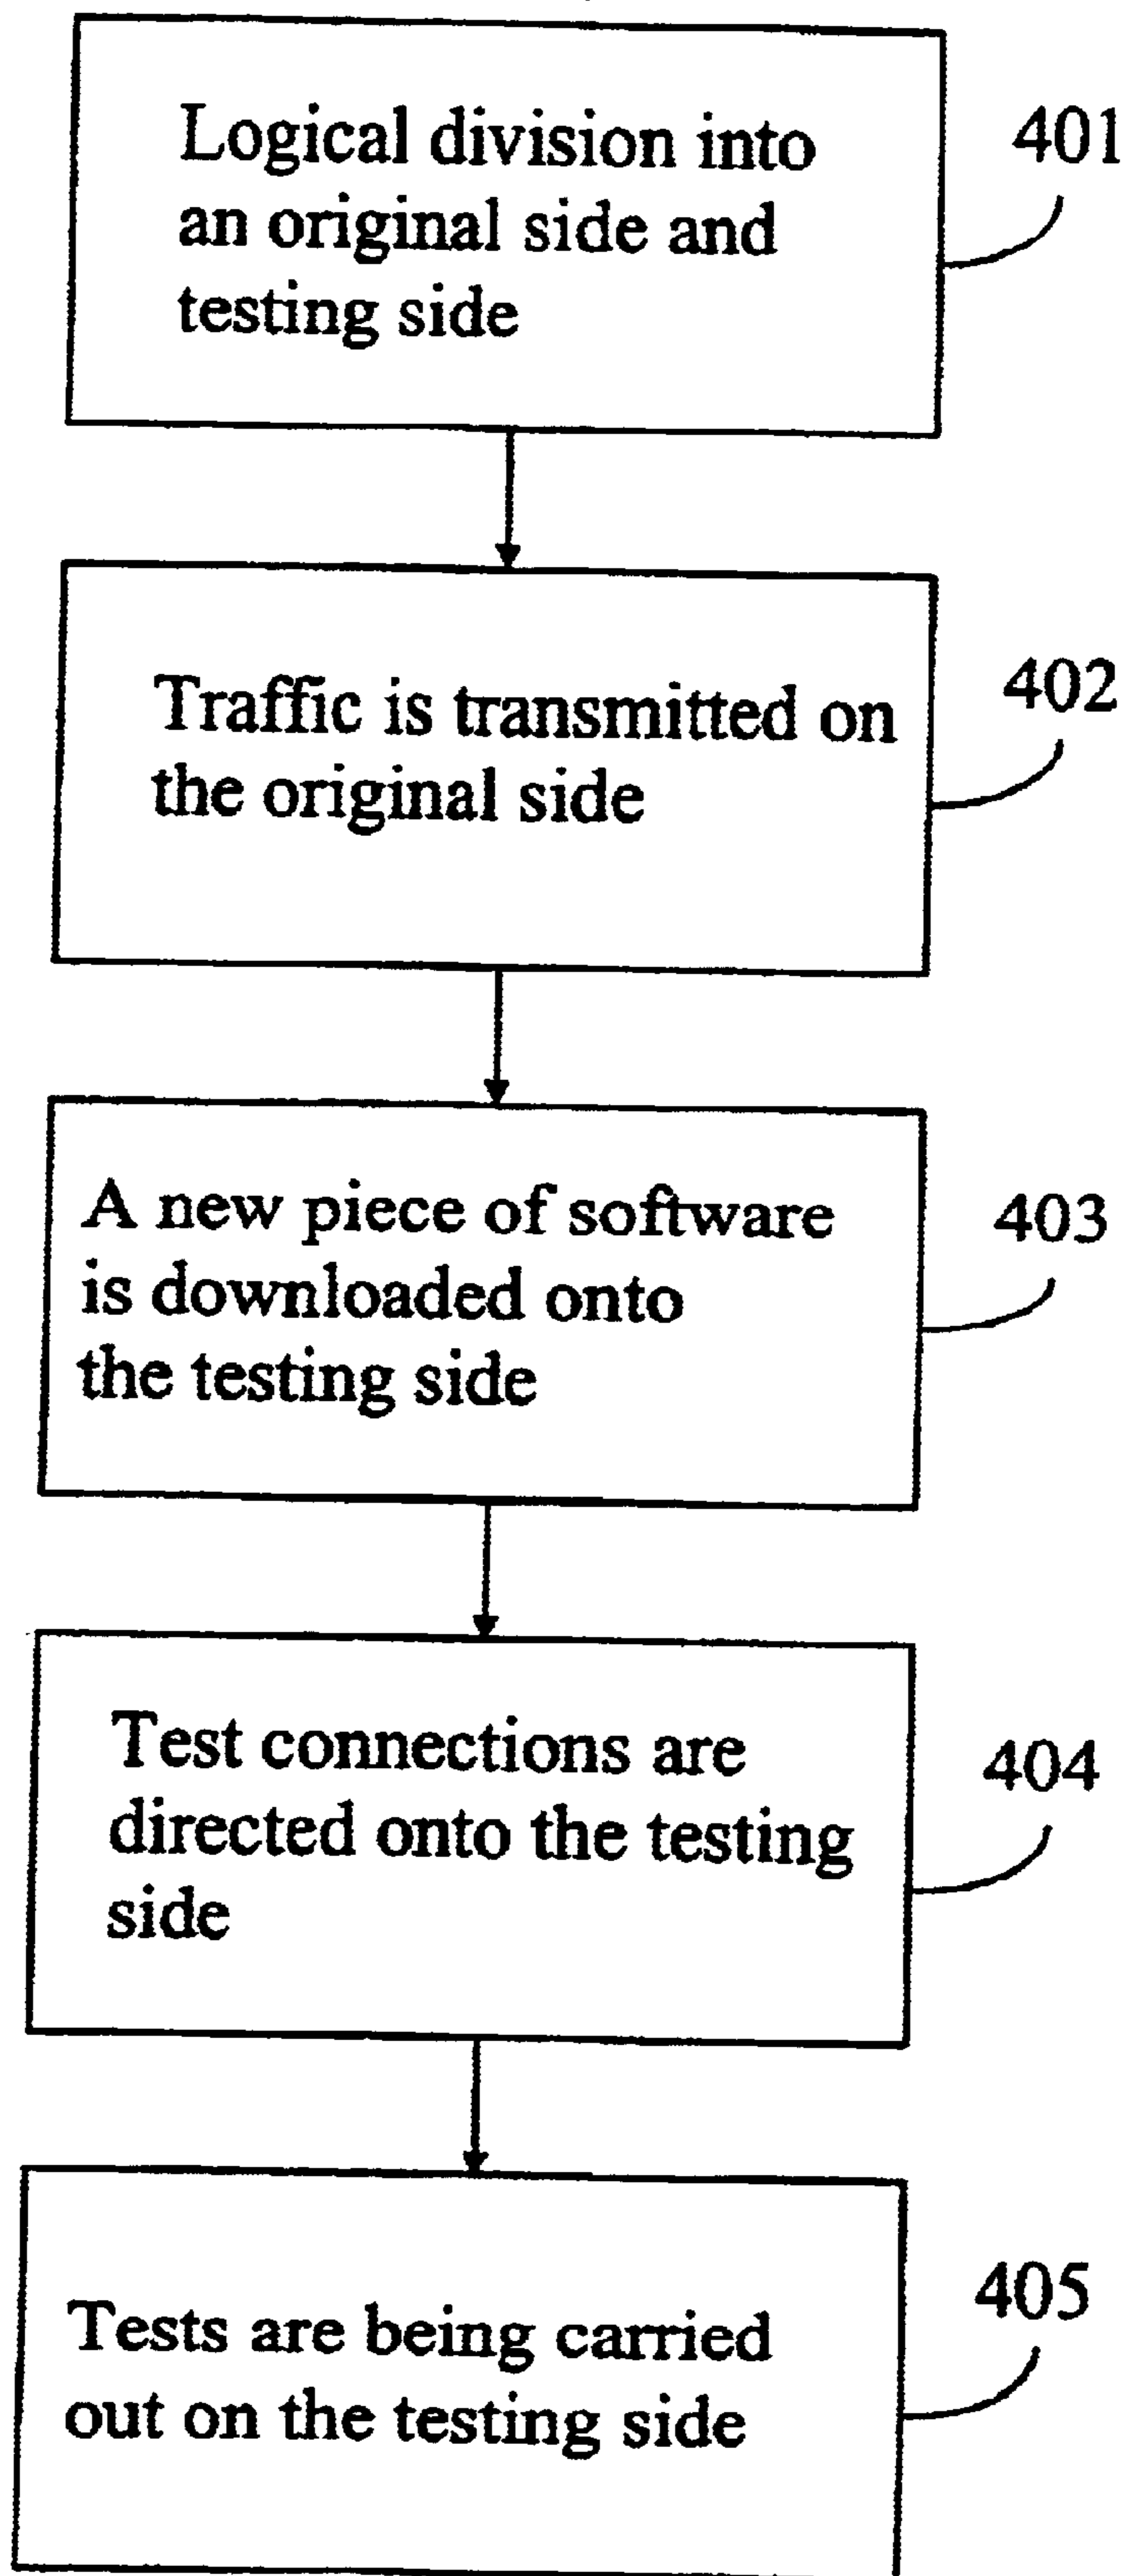 Logical division into
an original side and
testing side
401
Traffic is transmitted on
the original side
402
A new piece of software
is downloaded onto
the testing side
403
Test connections are
directed onto the testing
side
404
Tests are being carried
out on the testing side
405